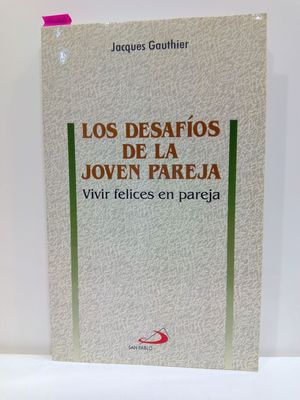 Jacques Gauthier
LOS DESAFÍOS
DE LA
JOVEN PAREJA
Vivir felices en pareja
SAN PABLO